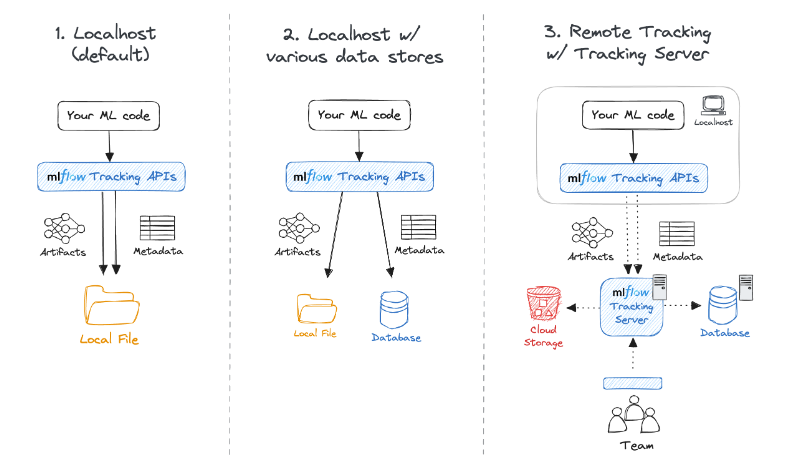 1. Localhost
(default)
Your ML code
mlflow Tracking APIs
Artifacts
Metadata
Local File
2. Localhost w/
various data stores
Your ML code
mlflow Tracking APIs
Artifacts
Metadata
Local File
Database
3. Remote Tracking
w/ Tracking Server
Localhost
Your ML code
mlflow Tracking APIs
Artifacts
Metadata
mlflow
Tracking
Server
Cloud
Storage
Database
Team